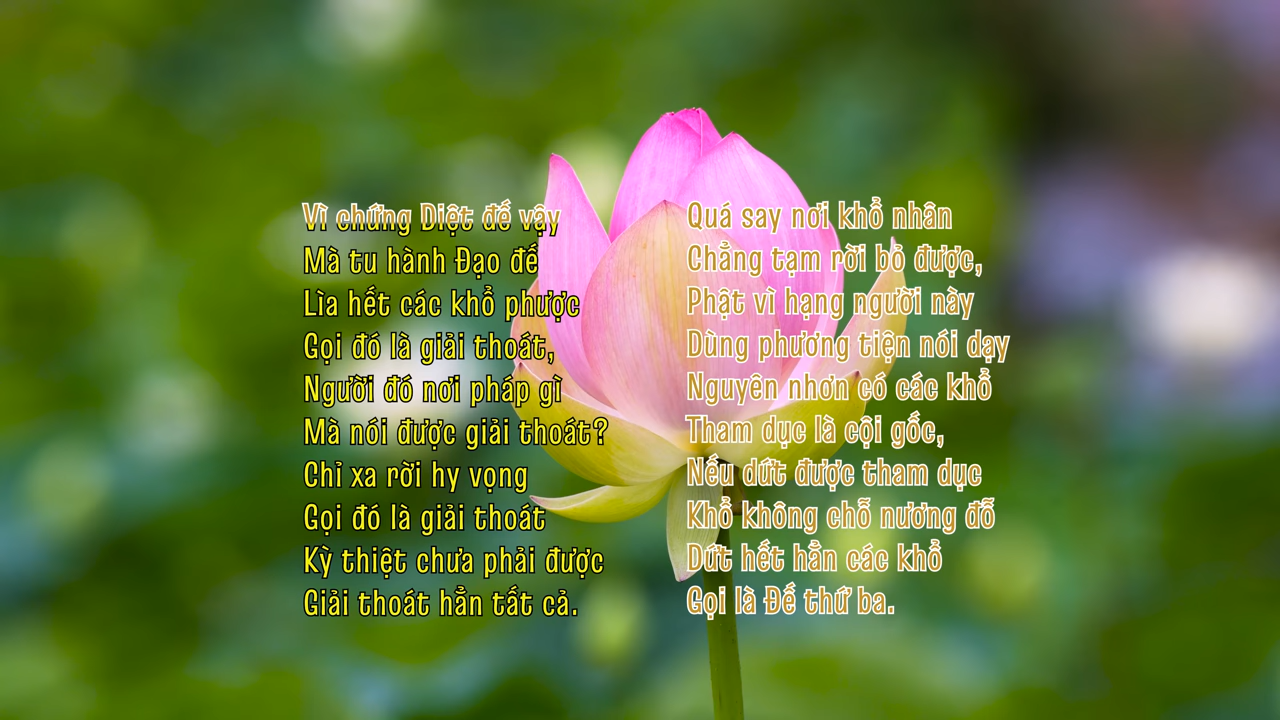 Vì chứng Diệt đế vậy
Mà tu hành Đạo đế
Lìa hết các khổ phược
Gọi đó là giải thoát,
Người đó nơi pháp gì
Mà nói được giải thoát?
Chỉ xa rời hy vọng
Gọi đó là giải thoát
Kỳ thiệt chưa phải được
Giải thoát hẳn tất cả.
Quá say nơi khổ nhân
Chẳng tạm rời bỏ được,
Phật vì hạng người này
Dùng phương tiện nói dạy
Nguyên nhơn có các khổ
Tham dục là cội gốc,
Nếu dứt được tham dục
Khổ không chỗ nương đỗ
Dứt hết hẳn các khổ
Gọi là Đế thứ ba.